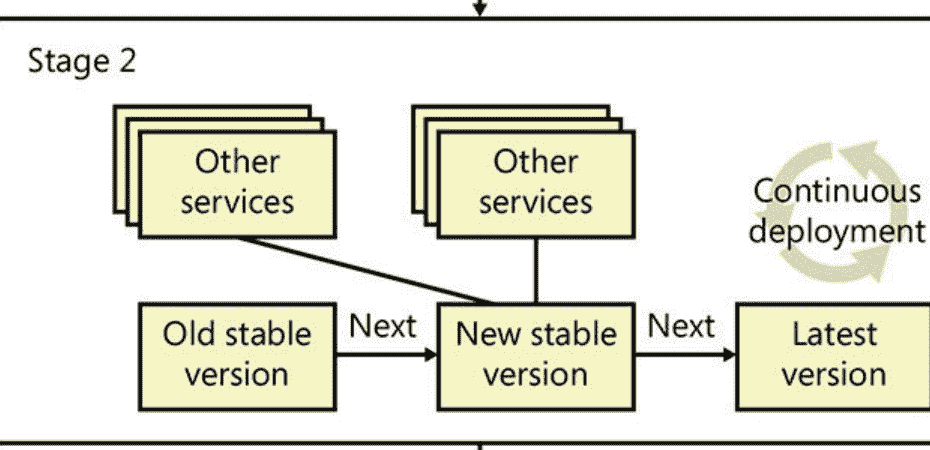 Stage 2
Other
services
Other
services
Continuous
deployment
Old stable
version
Next
New stable
version
Next
Latest
version